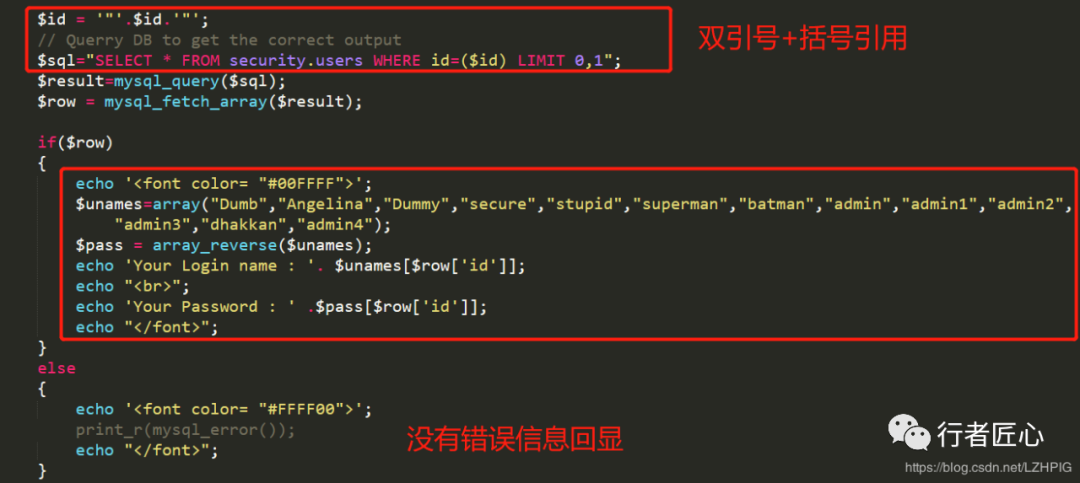 $id = '"'.$id.'"';
// Querry DB to get the correct output
$sql="SELECT * FROM security.users WHERE id=($id) LIMIT 0,1";
双引号+括号引用
$result=mysql_query($sql);
$row = mysql_fetch_array($result);
if($row)
{
echo '<font color= "#00FFFF">';
$unames=array("Dumb","Angelina","Dummy","secure","stupid","superman","batman","admin","admin1","admin2",
"admin3","dhakkan","admin4");
$pass = array_reverse($unames);
echo 'Your Login name : '. $unames[$row['id']];
echo "<br>";
echo 'Your Password : ' .$pass[$row['id']];
echo "</font>";
}
else
{
echo '<font color= "#FFFF00">';
print_r(mysql_error());
echo "</font>";
}
没有错误信息回显
行者匠心
https://blog.csdn.net/LZHPIG